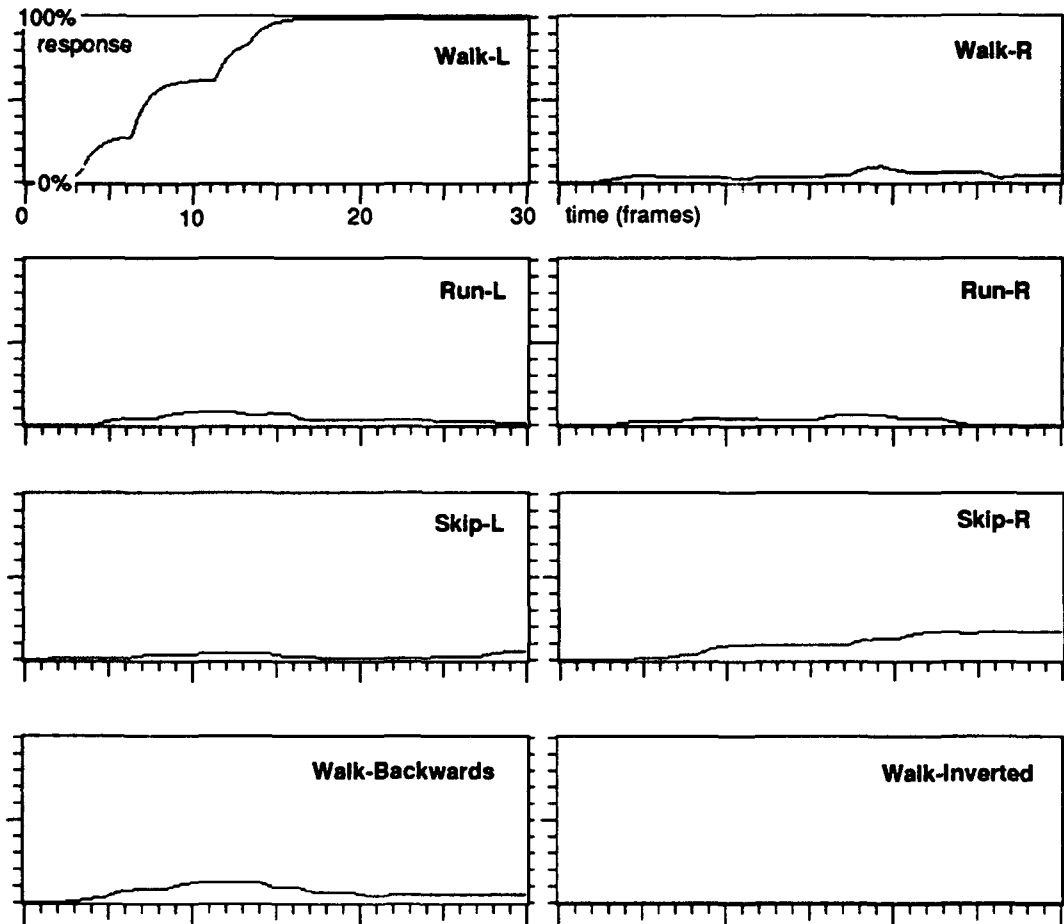 100%
response
Walk-L
Walk-R
0%
0 10 20 30 time (frames)
Run-L
Run-R
Skip-L
Skip-R
Walk-Backwards
Walk-Inverted